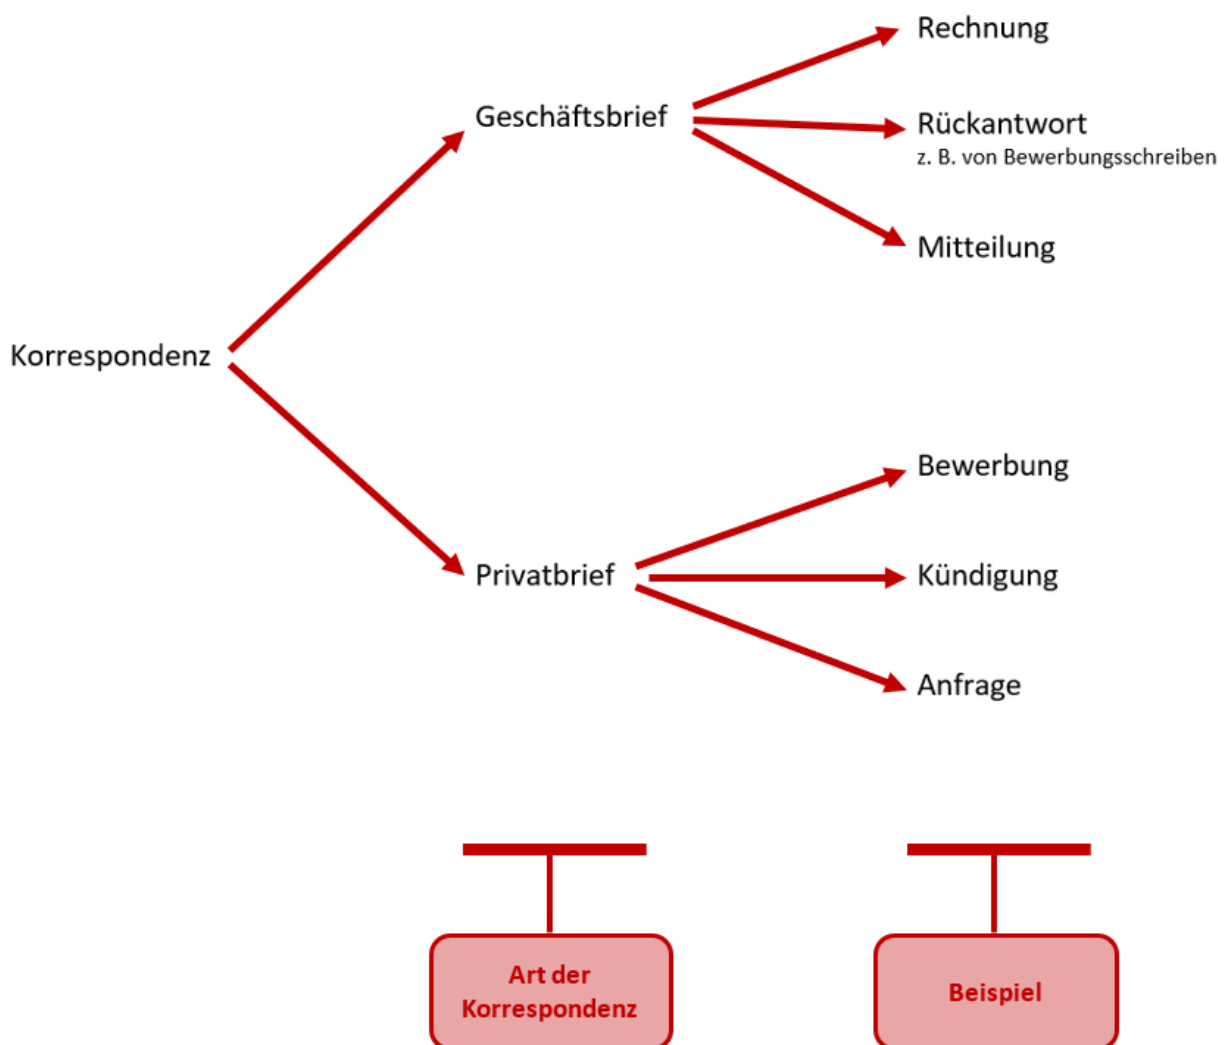 Rechnung
Geschäftsbrief
Rückantwort
z. B. von Bewerbungsschreiben
Mitteilung
Korrespondenz
Bewerbung
Privatbrief
Kündigung
Anfrage
Art der
Korrespondenz
Beispiel